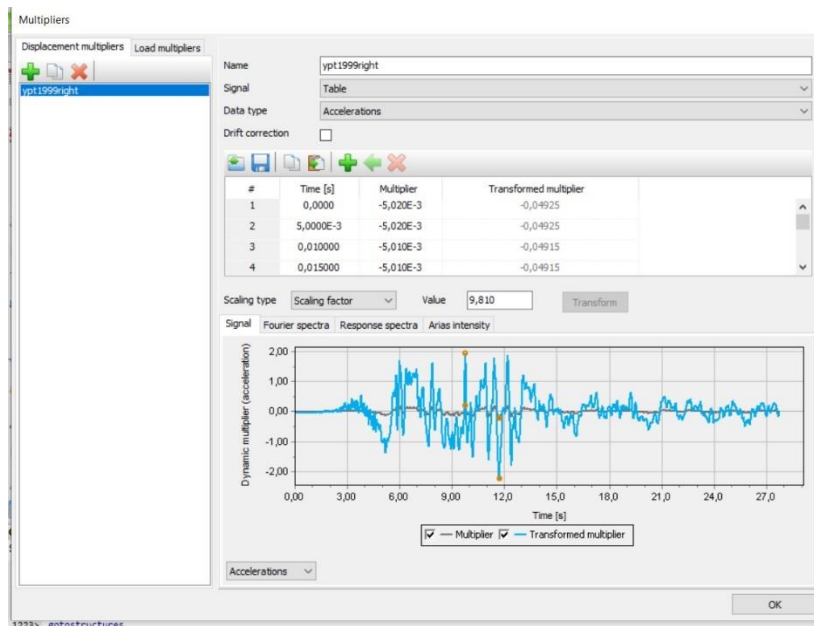 Multipliers
Displacement multipliers Load multipliers
ypt1999right
Name ypt1999right
Signal Table
Data type Accelerations
Drift correction
# Time [s] Multiplier Transformed multiplier
1 0,0000 -5,020E-3 -0,04925
2 5,0000E-3 -5,020E-3 -0,04925
3 0,010000 -5,010E-3 -0,04915
4 0,015000 -5,010E-3 -0,04915
Scaling type Scaling factor Value 9,810 Transform
Signal Fourier spectra Response spectra Arias intensity
Dynamic multiplier (acceleration)
2,00
1,00
0,00
-1,00
-2,00
0,00 3,00 6,00 9,00 12,0 15,0 18,0 21,0 24,0 27,0
Time [s]
Multiplier Transformed multiplier
Accelerations
OK
1223> gotostructures